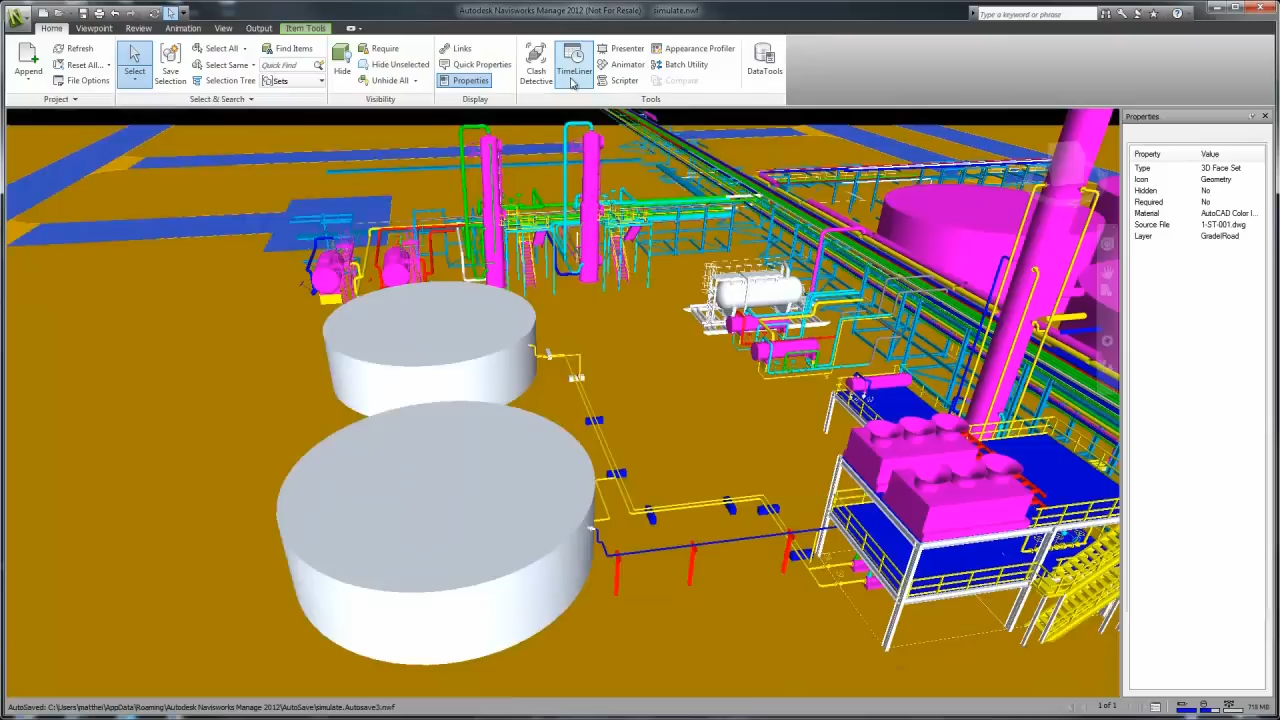 Autodesk Navisworks Manage 2012 (Not For Resale) simulate.nwf
Type a keyword or phrase
Home Viewpoint Review Animation View Output Item Tools
Append
Refresh
Reset All...
File Options
Project
Select
Save Selection
Select All
Select Same
Selection Tree
Find Items
Quick Find
Sets
Select & Search
Hide
Require
Hide Unselected
Unhide All
Visibility
Links
Quick Properties
Properties
Display
Clash Detective
TimeLiner
Presenter
Animator
Scripter
Appearance Profiler
Batch Utility
Compare
DataTools
Tools
Properties
Property Value
Type 3D Face Set
Icon Geometry
Hidden No
Required No
Material AutoCAD Color I...
Source File 1-ST-001.dwg
Layer Grade|Road
AutoSaved: C:\Users\matthei\AppData\Roaming\Autodesk Navisworks Manage 2012\AutoSave\simulate.Autosave3.nwf
1 of 1
718 MB